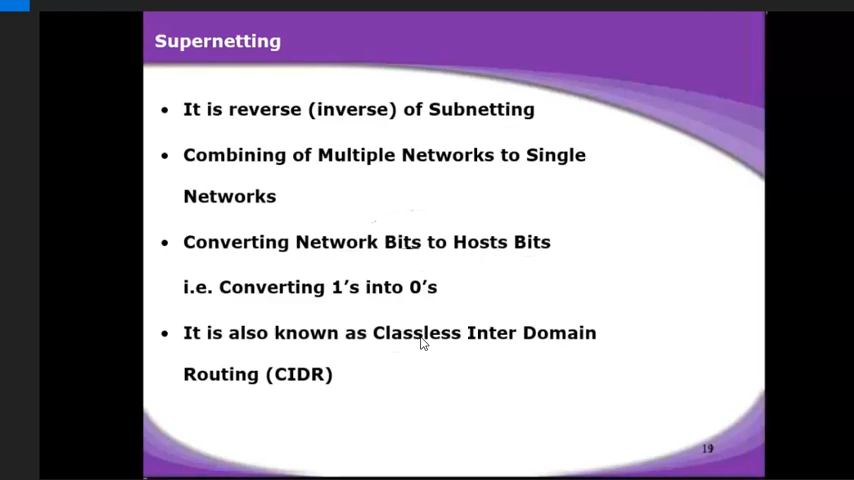 Supernetting
• It is reverse (inverse) of Subnetting
• Combining of Multiple Networks to Single
Networks
• Converting Network Bits to Hosts Bits
i.e. Converting 1's into 0's
• It is also known as Classless Inter Domain
Routing (CIDR)
19